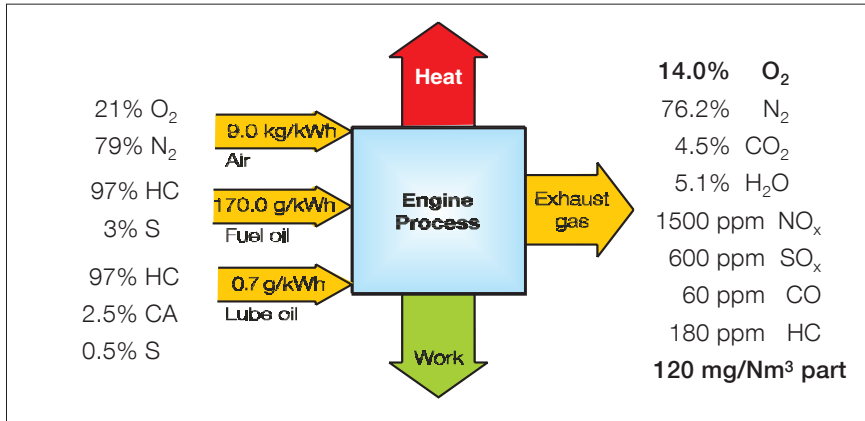 Heat
21% O₂
79% N₂
9.0 kg/kWh
Air
97% HC
3% S
170.0 g/kWh
Fuel oil
97% HC
2.5% CA
0.5% S
0.7 g/kWh
Lube oil
Engine
Process
Exhaust
gas
Work
14.0% O₂
76.2% N₂
4.5% CO₂
5.1% H₂O
1500 ppm NOₓ
600 ppm SOₓ
60 ppm CO
180 ppm HC
120 mg/Nm³ part